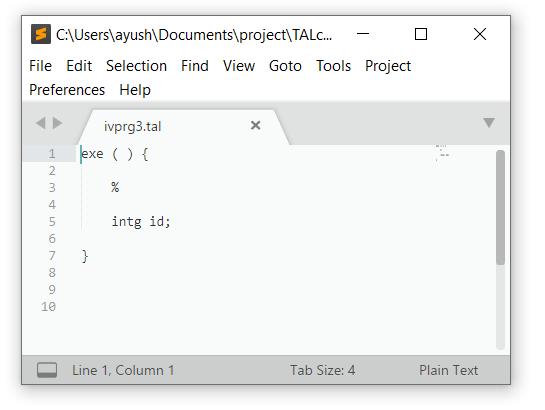 C:\Users\ayush\Documents\project\TALc...
File Edit Selection Find View Goto Tools Project
Preferences Help
ivprg3.tal
1 exe ( ) {
2
3 %
4
5 intg id;
6
7 }
8
9
10
Line 1, Column 1 Tab Size: 4 Plain Text